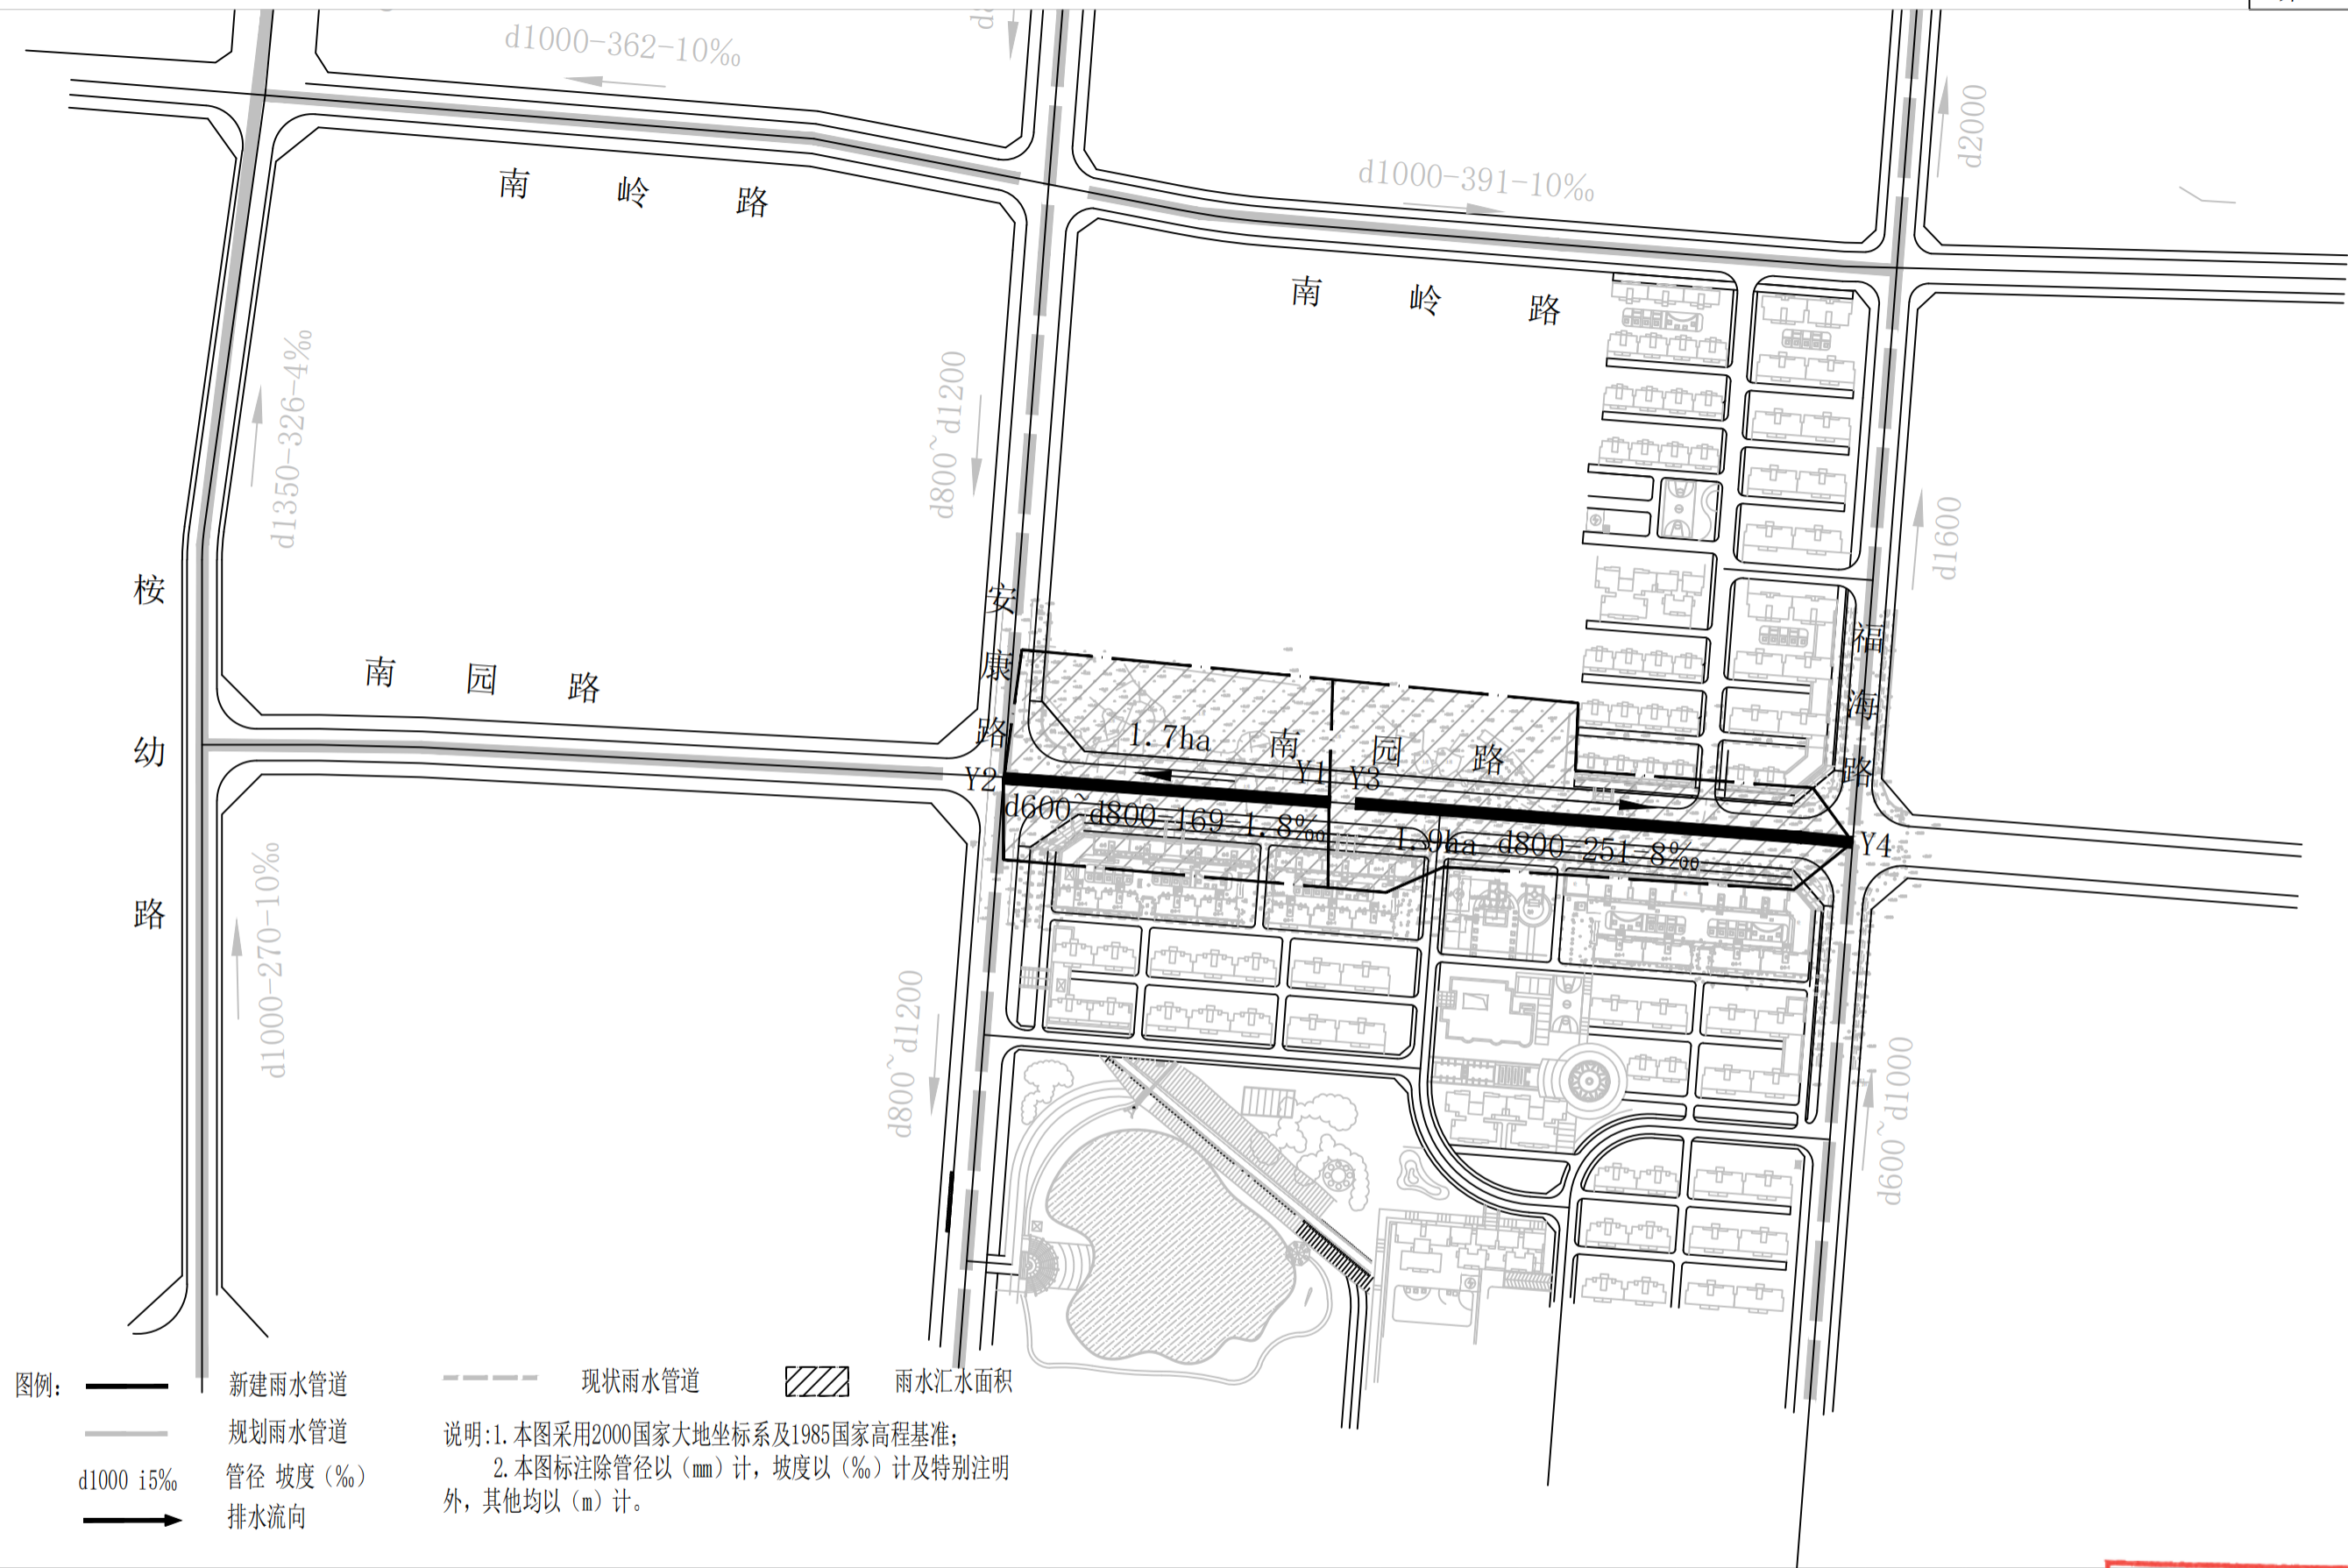 d1000-362-10‰
d1000-391-10‰
d2000
南岭路
南岭路
d1350-326-4‰
d800~d1200
d1600
桉幼路
安康路
福海路
南园路
1.7ha
南园路
Y2
Y1
Y3
Y4
d600~d800-169-1.8‰
1.9ha
d800-251-8‰
d1000-270-10‰
d800~d1200
d600~d1000
图例：
新建雨水管道
现状雨水管道
雨水汇水面积
规划雨水管道
d1000 i5‰
管径 坡度（‰）
排水流向
说明:1.本图采用2000国家大地坐标系及1985国家高程基准；
2.本图标注除管径以（mm）计，坡度以（‰）计及特别注明
外，其他均以（m）计。